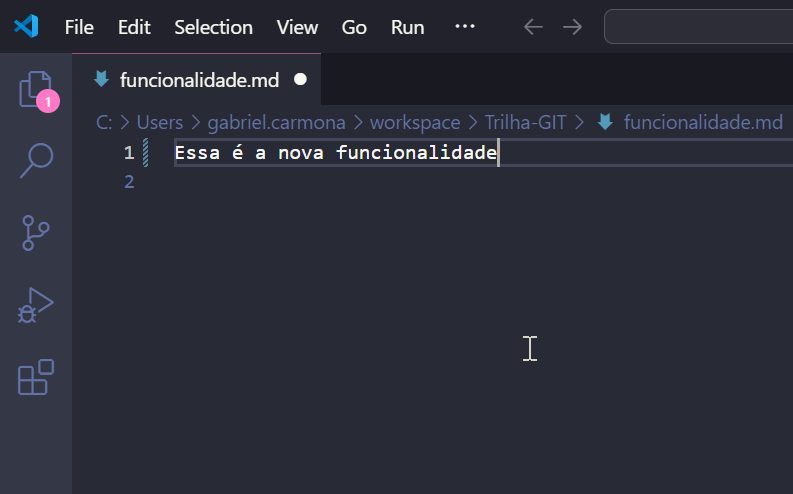 File Edit Selection View Go Run ···
funcionalidade.md
1
C: > Users > gabriel.carmona > workspace > Trilha-GIT > funcionalidade.md
1 Essa é a nova funcionalidade
2